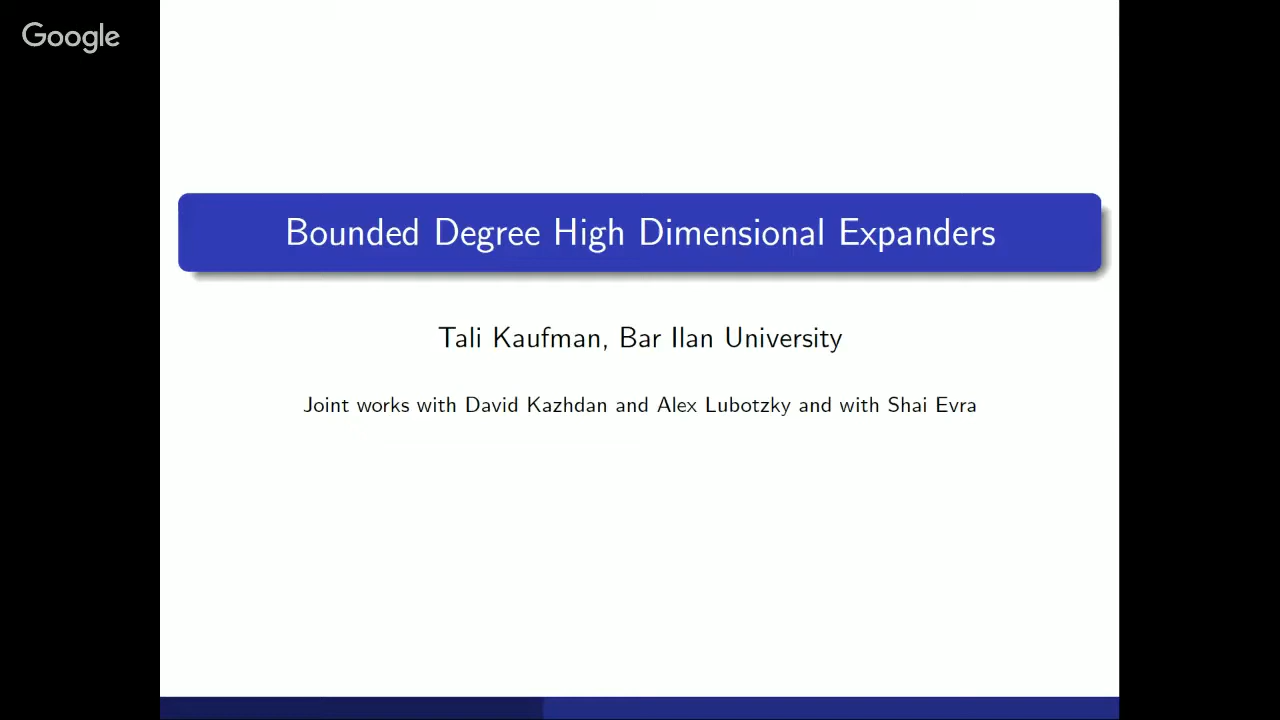 Google
Bounded Degree High Dimensional Expanders
Tali Kaufman, Bar Ilan University
Joint works with David Kazhdan and Alex Lubotzky and with Shai Evra